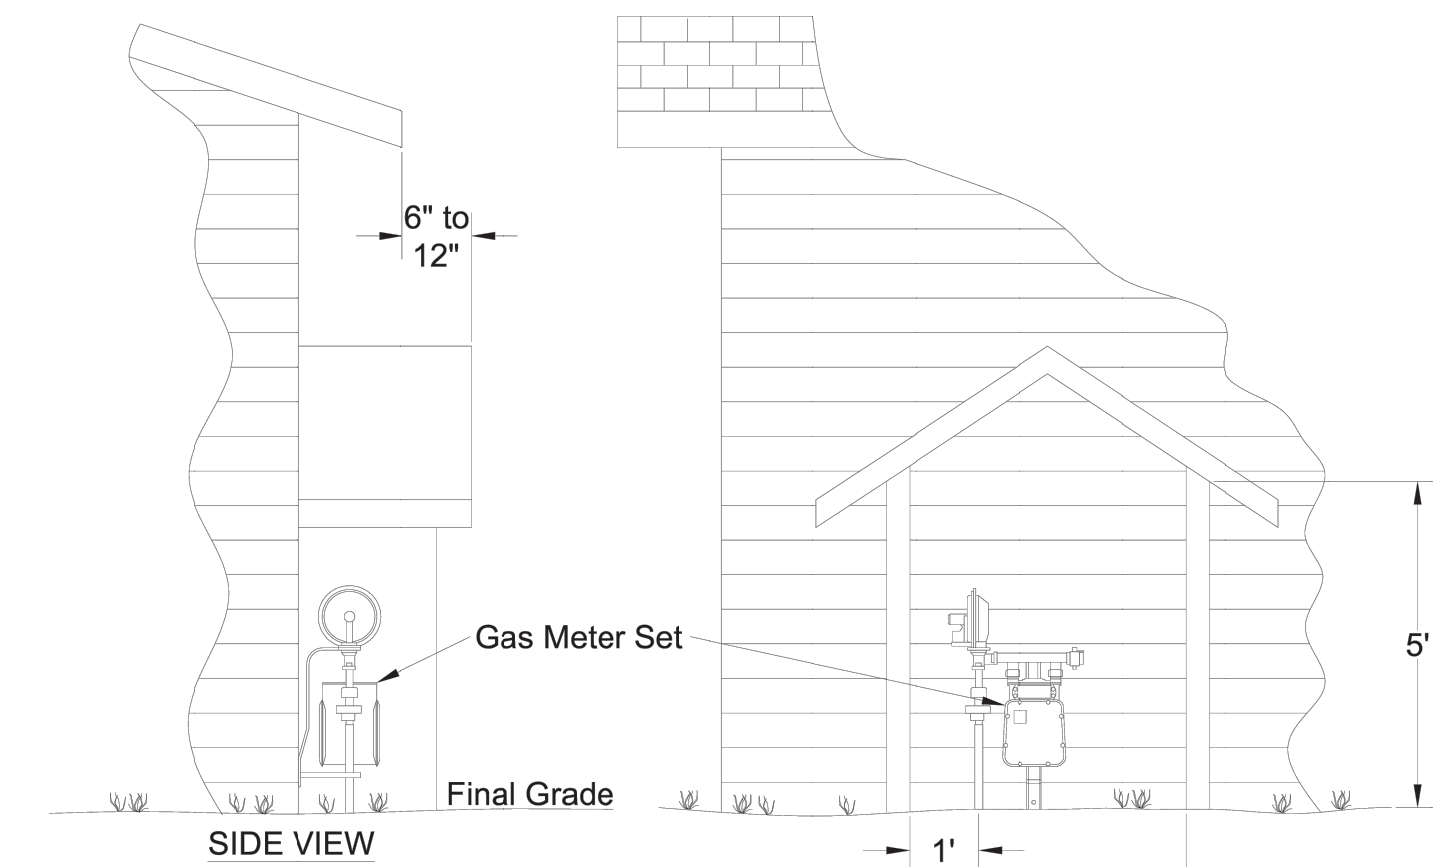 6" to
12"
Gas Meter Set
5'
Final Grade
SIDE VIEW
1'